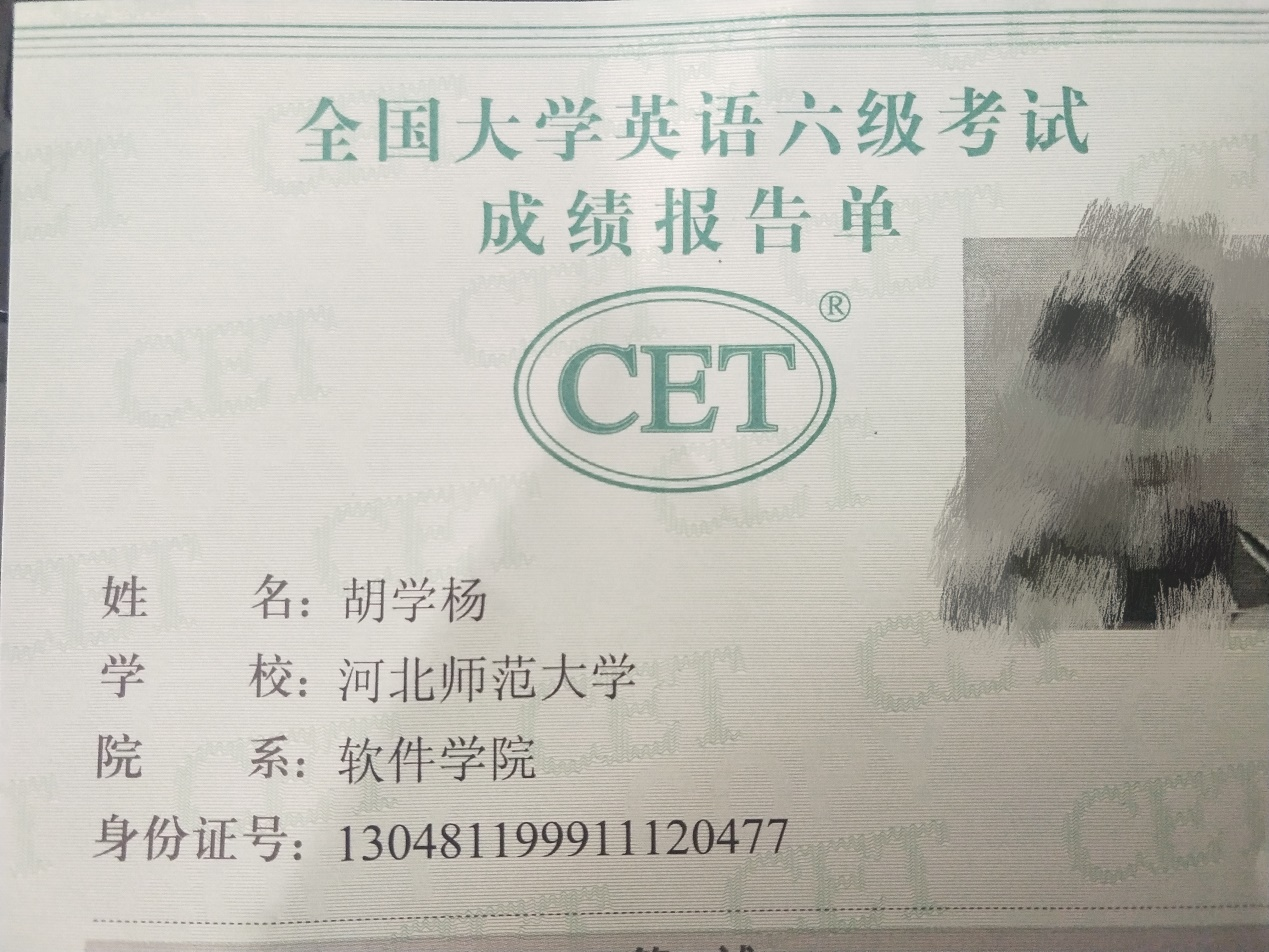 全国大学英语六级考试
成绩报告单
CET®
姓名：胡学杨
学校：河北师范大学
院系：软件学院
身份证号：130481199911120477